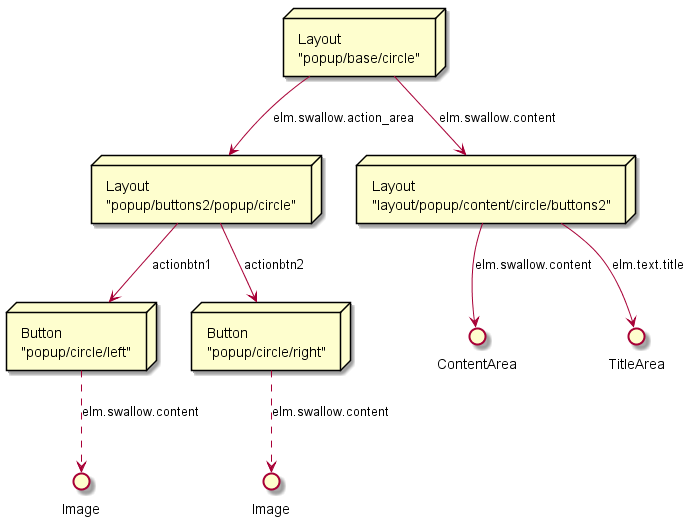 Layout
"popup/base/circle"
elm.swallow.action_area
elm.swallow.content
Layout
"popup/buttons2/popup/circle"
Layout
"layout/popup/content/circle/buttons2"
actionbtn1
actionbtn2
elm.swallow.content
elm.text.title
Button
"popup/circle/left"
Button
"popup/circle/right"
ContentArea
TitleArea
elm.swallow.content
elm.swallow.content
Image
Image